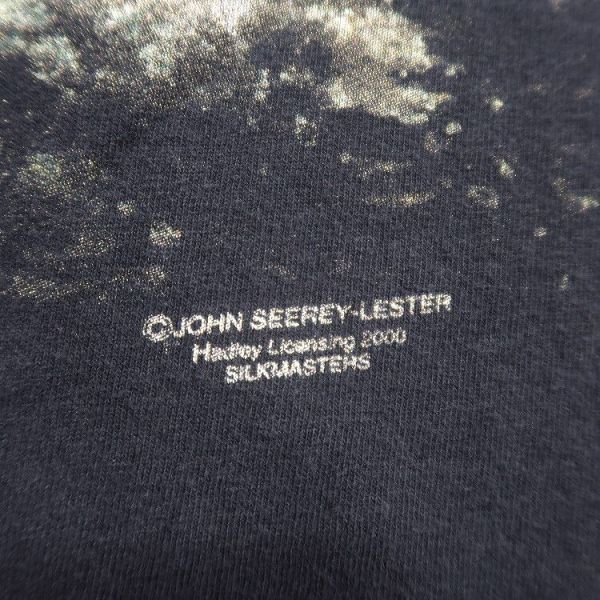 ©JOHN SEEREY-LESTER
Hadley Licensing 2000
SILKMASTERS